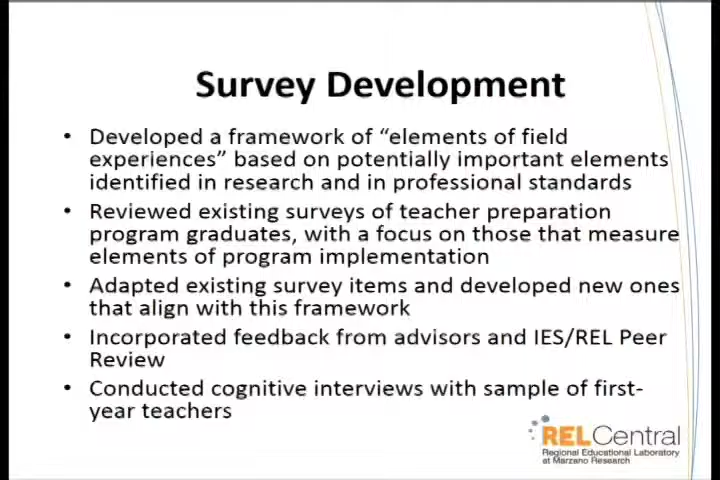 Survey Development
• Developed a framework of “elements of field
experiences” based on potentially important elements
identified in research and in professional standards
• Reviewed existing surveys of teacher preparation
program graduates, with a focus on those that measure
elements of program implementation
• Adapted existing survey items and developed new ones
that align with this framework
• Incorporated feedback from advisors and IES/REL Peer
Review
• Conducted cognitive interviews with sample of first-
year teachers
RELCentral
Regional Educational Laboratory
at Marzano Research